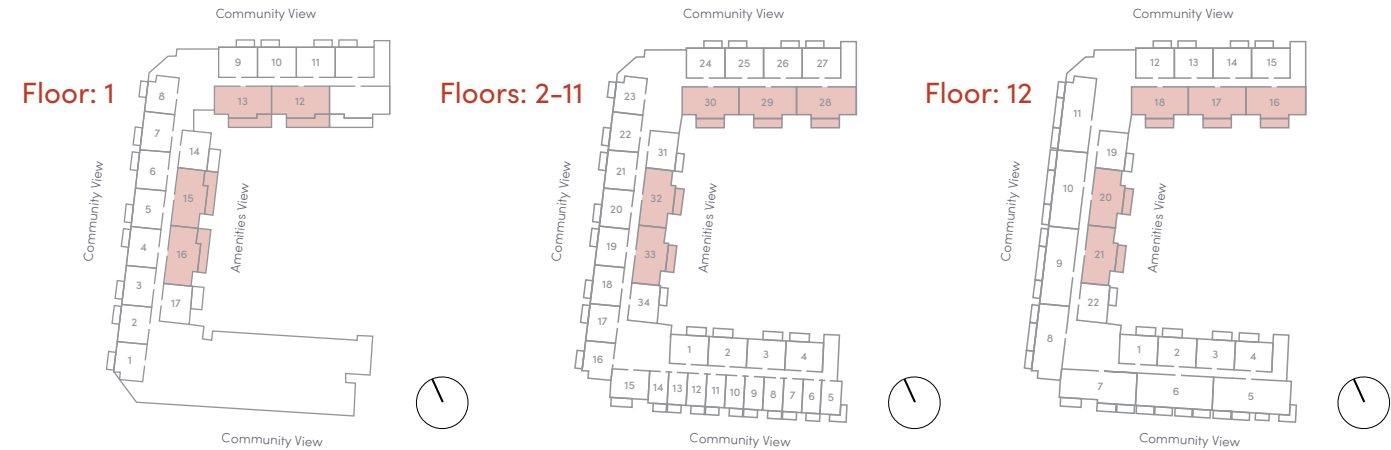 Community View
Floor: 1
9 10 11
13 12
8
7
14
6
15
5
4
16
3
17
2
1
Community View
Amenities View
Community View
Community View
Floors: 2-11
24 25 26 27
30 29 28
23
22
31
21
32
20
19
33
18
34
17
16
1 2 3 4
15 14 13 12 11 10 9 8 7 6 5
Community View
Amenities View
Community View
Community View
Floor: 12
12 13 14 15
18 17 16
11
19
10
20
9
21
22
8
1 2 3 4
7 6 5
Community View
Amenities View
Community View